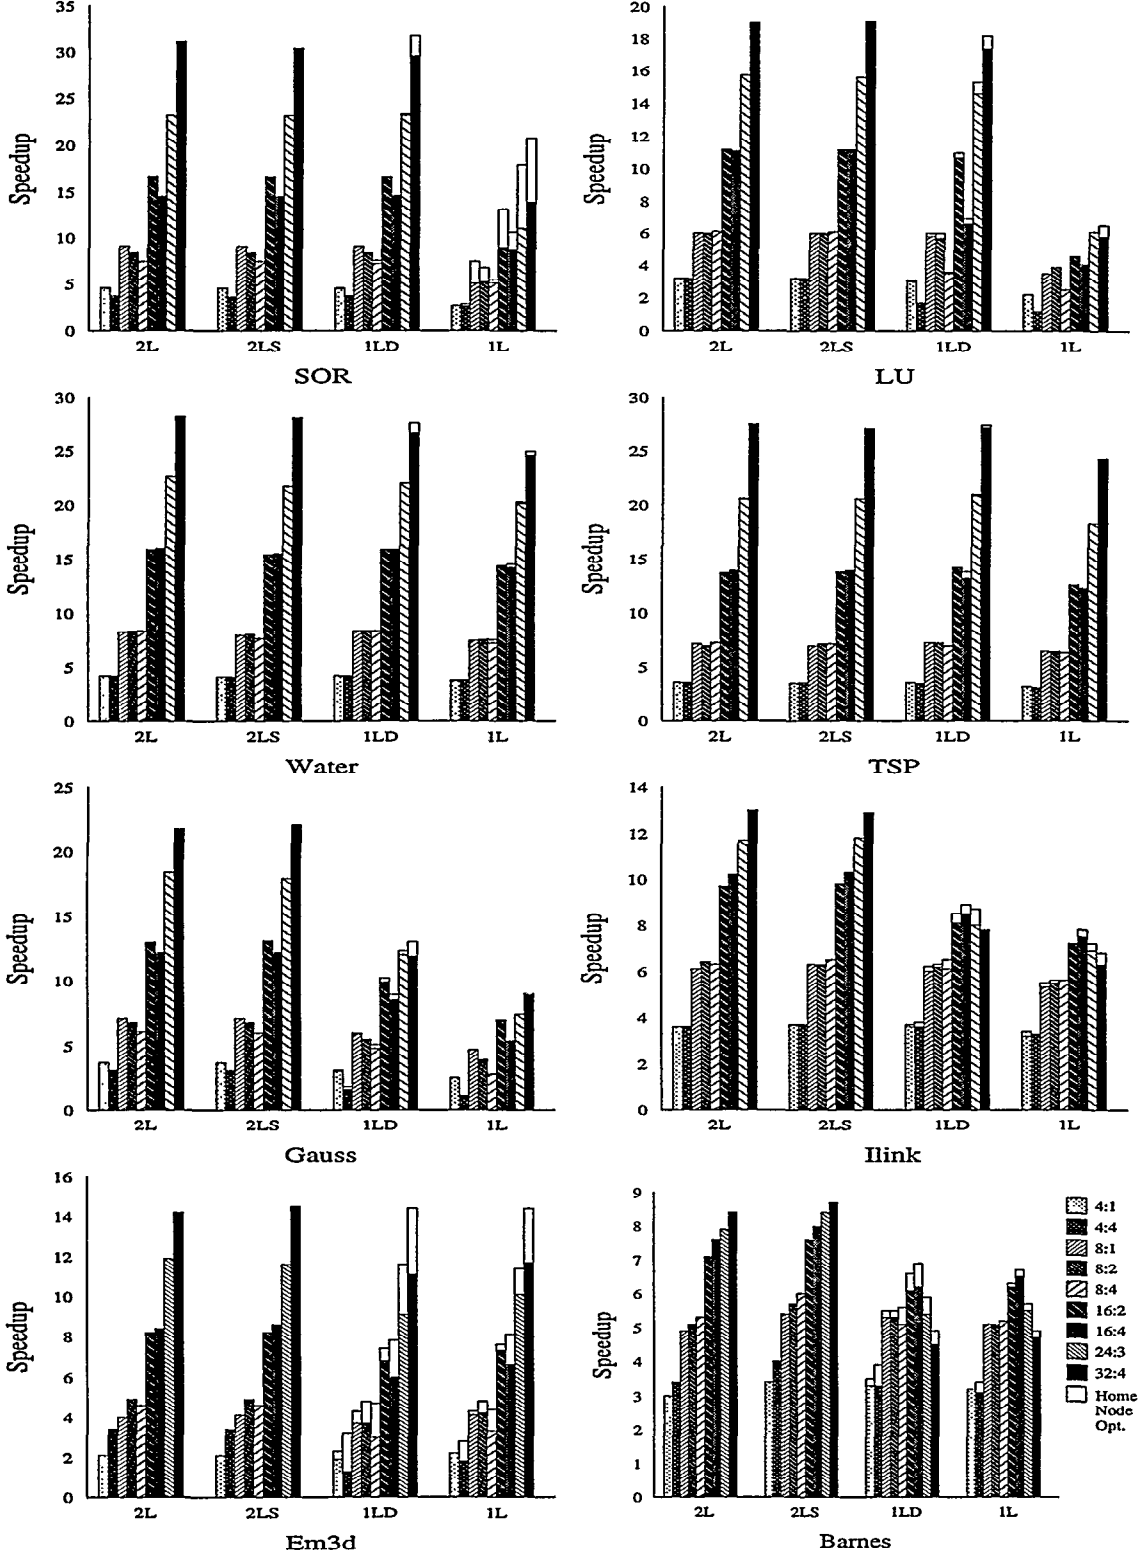 35
30
25
20
15
10
5
0
Speedup
2L
2LS
1LD
1L
SOR
20
18
16
14
12
10
8
6
4
2
0
Speedup
2L
2LS
1LD
1L
LU
30
25
20
15
10
5
0
Speedup
2L
2LS
1LD
1L
Water
30
25
20
15
10
5
0
Speedup
2L
2LS
1LD
1L
TSP
25
20
15
10
5
0
Speedup
2L
2LS
1LD
1L
Gauss
14
12
10
8
6
4
2
0
Speedup
2L
2LS
1LD
1L
Ilink
16
14
12
10
8
6
4
2
0
Speedup
2L
2LS
1LD
1L
Em3d
9
8
7
6
5
4
3
2
1
0
Speedup
2L
2LS
1LD
1L
Barnes
4:1
4:4
8:1
8:2
8:4
16:2
16:4
24:3
32:4
Home
Node
Opt.